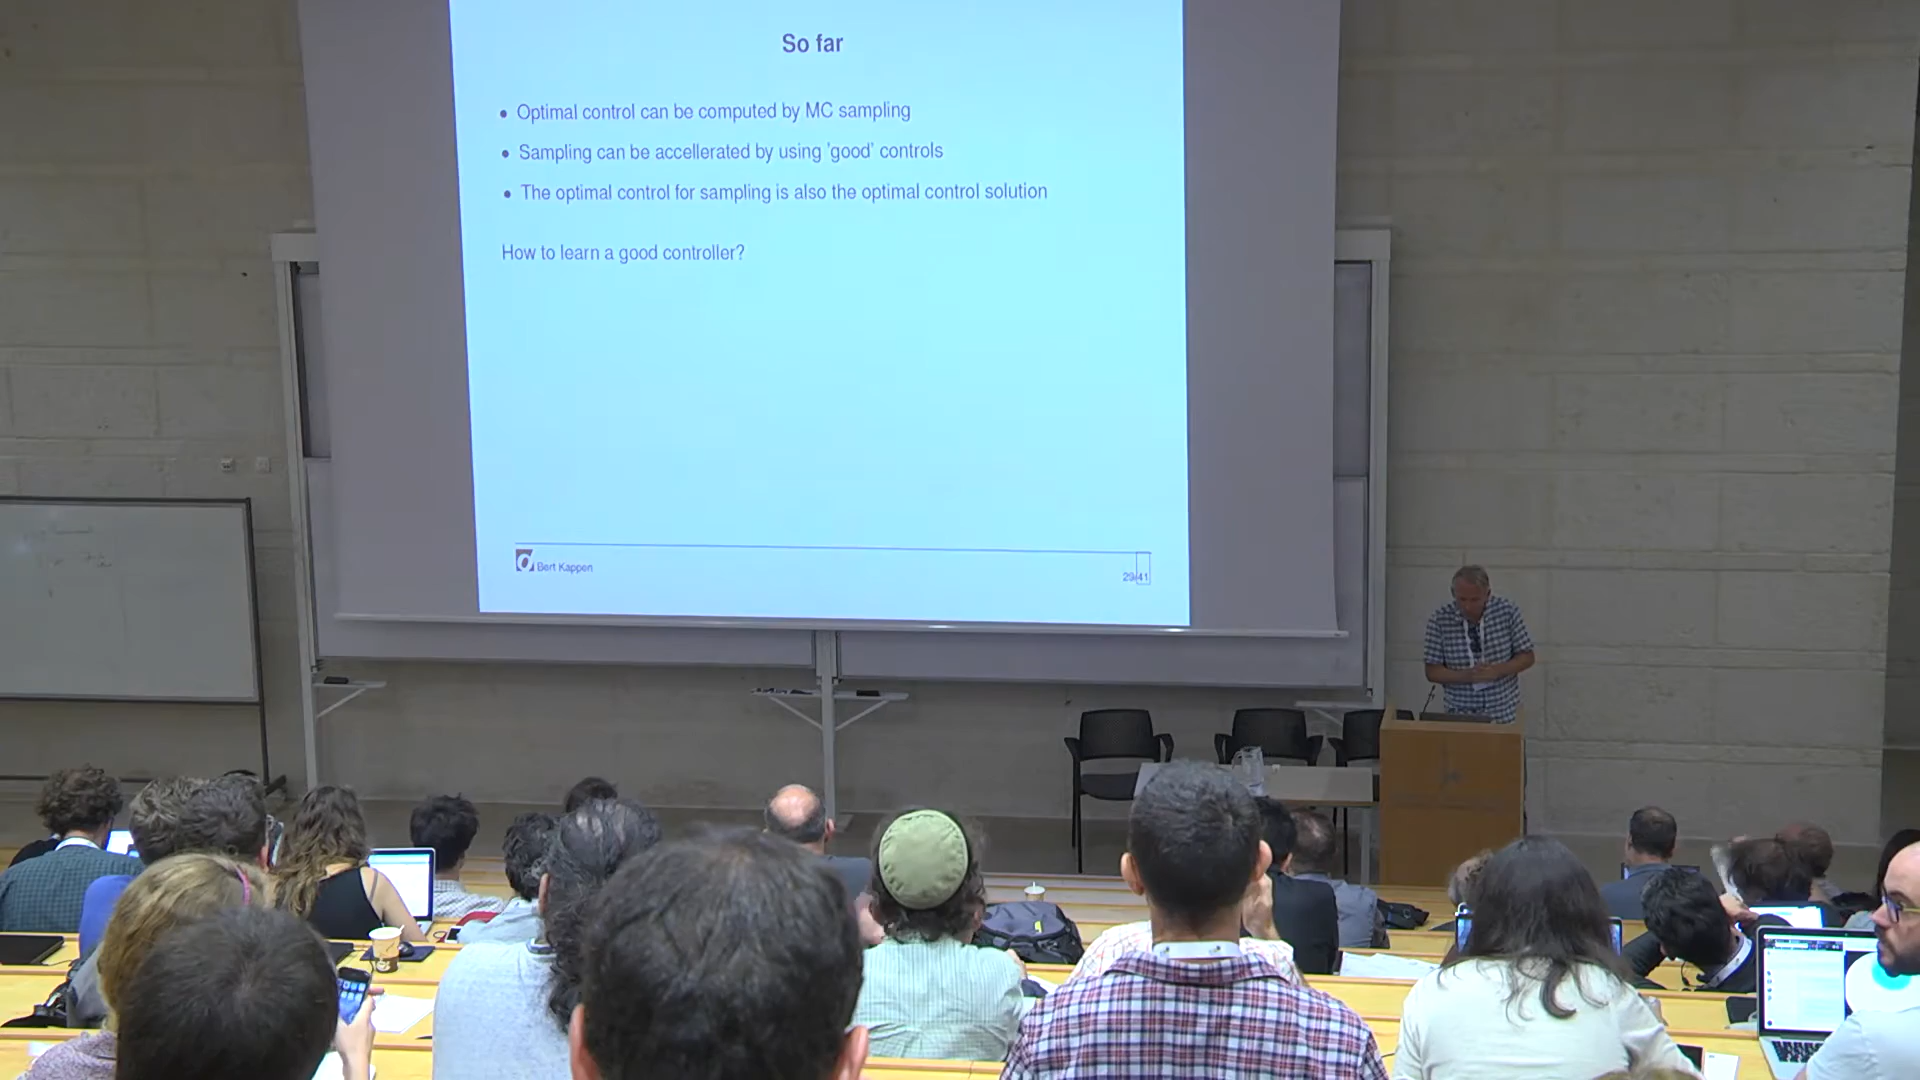 So far
• Optimal control can be computed by MC sampling
• Sampling can be accellerated by using 'good' controls
• The optimal control for sampling is also the optimal control solution
How to learn a good controller?
Bert Kappen
29/41